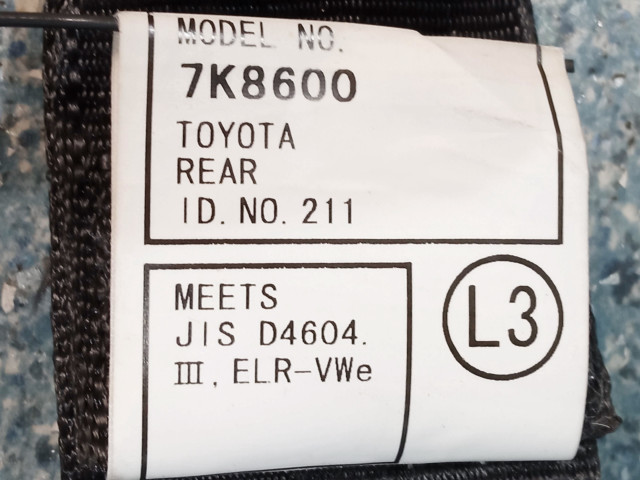 MODEL NO.
7K8600
TOYOTA
REAR
ID. NO. 211
MEETS
JIS D4604.
III, ELR-VWe
L3